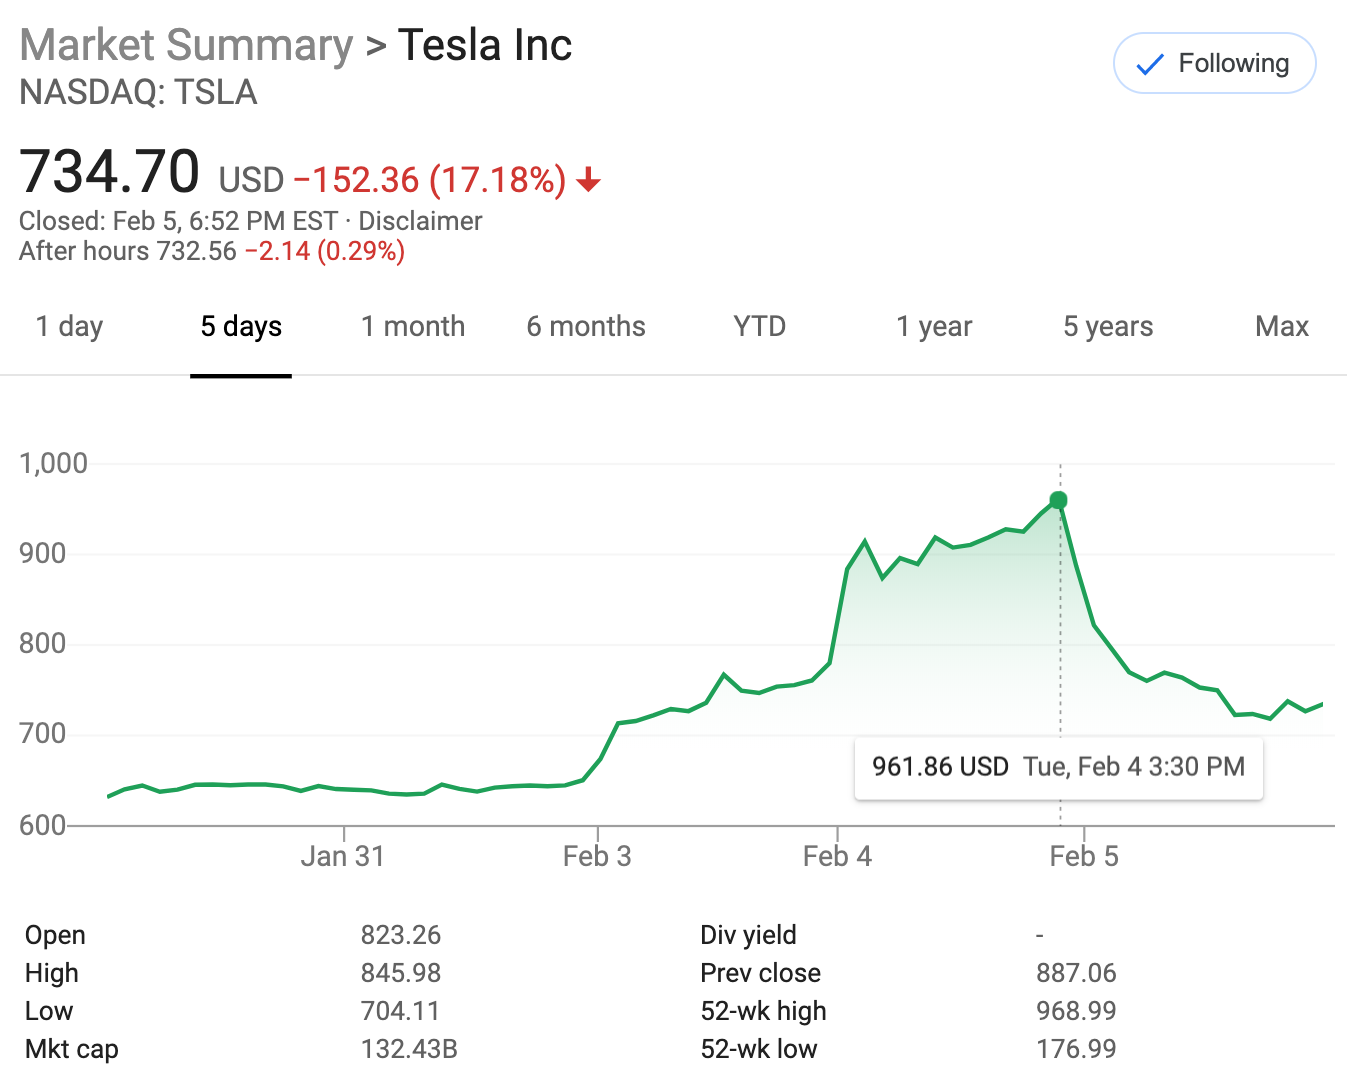 Market Summary > Tesla Inc
NASDAQ: TSLA
Following
734.70 USD −152.36 (17.18%)
Closed: Feb 5, 6:52 PM EST · Disclaimer
After hours 732.56 −2.14 (0.29%)
1 day 5 days 1 month 6 months YTD 1 year 5 years Max
1,000
900
800
700
600
961.86 USD Tue, Feb 4 3:30 PM
Jan 31 Feb 3 Feb 4 Feb 5
Open 823.26 Div yield -
High 845.98 Prev close 887.06
Low 704.11 52-wk high 968.99
Mkt cap 132.43B 52-wk low 176.99